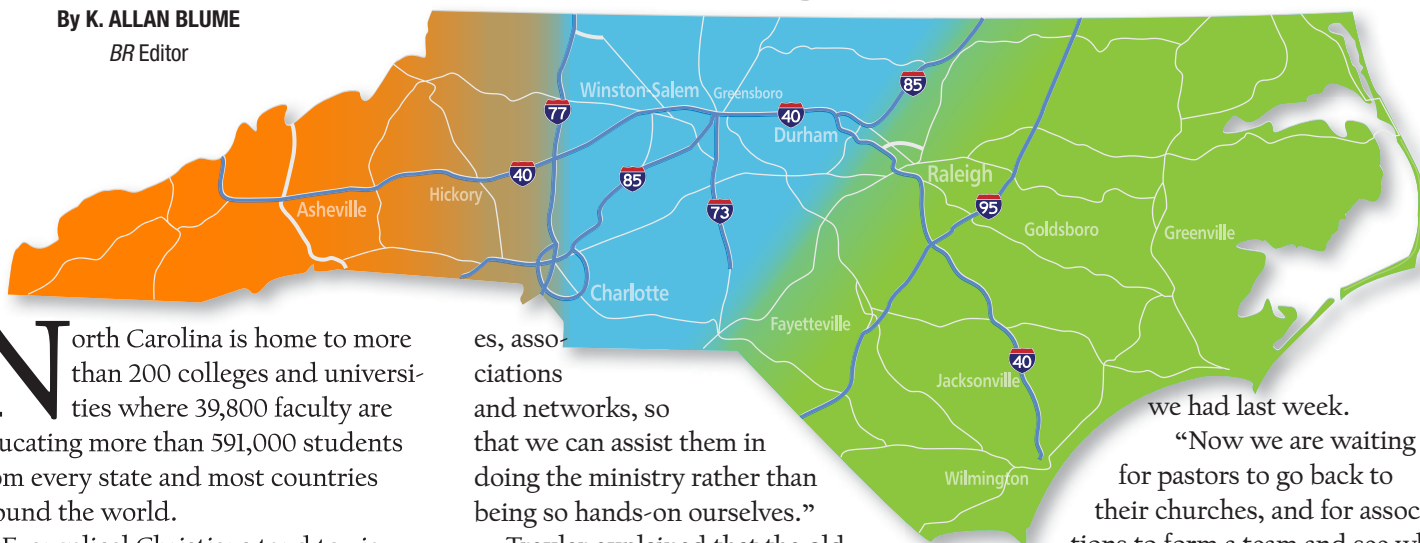 By K. ALLAN BLUME
BR Editor
77
Winston-Salem
Greensboro
85
40
Durham
40
85
Hickory
Raleigh
Asheville
73
95
Goldsboro
Greenville
Charlotte
Fayetteville
40
Jacksonville
Wilmington
North Carolina is home to more
than 200 colleges and universi-
ties where 39,800 faculty are
ucating more than 591,000 students
om every state and most countries
ound the world.
es, asso-
ciations
and networks, so
that we can assist them in
doing the ministry rather than
being so hands-on ourselves.”
we had last week.
“Now we are waiting
for pastors to go back to
their churches, and for assoc